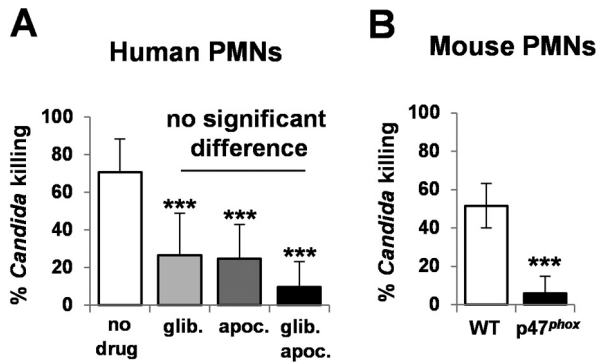 A
Human PMNs
% Candida killing
100
80
60
40
20
0
no significant
difference
***
***
***
no
drug
glib.
apoc.
glib.
apoc.
B
Mouse PMNs
% Candida killing
100
80
60
40
20
0
***
WT
p47phox